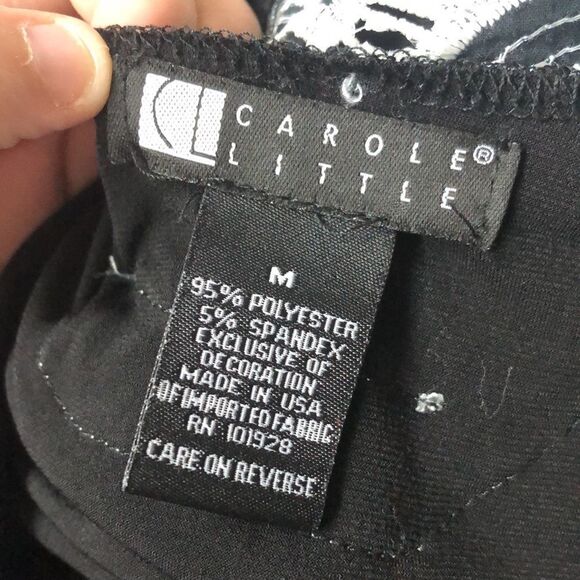 CL
CAROLE®
LITTLE
M
95% POLYESTER
5% SPANDEX
EXCLUSIVE OF
DECORATION
MADE IN USA
OF IMPORTED FABRIC
RN 101928
CARE ON REVERSE